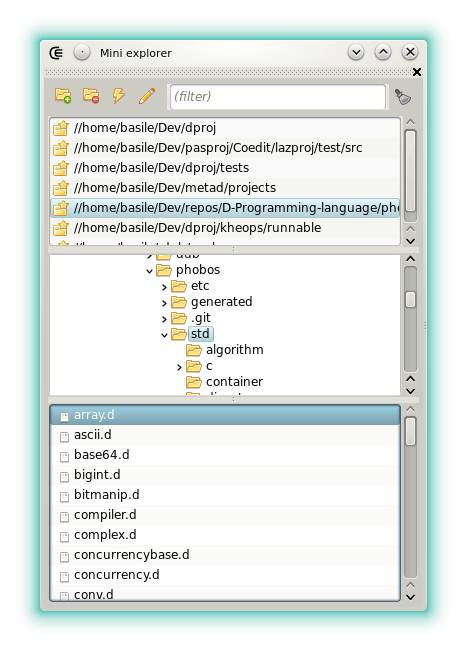 Mini explorer
(filter)
//home/basile/Dev/dproj
//home/basile/Dev/pasproj/Coedit/lazproj/test/src
//home/basile/Dev/dproj/tests
//home/basile/Dev/metad/projects
//home/basile/Dev/repos/D-Programming-language/pho
//home/basile/Dev/dproj/kheops/runnable
dub
phobos
etc
generated
.git
std
algorithm
c
container
array.d
ascii.d
base64.d
bigint.d
bitmanip.d
compiler.d
complex.d
concurrencybase.d
concurrency.d
conv.d